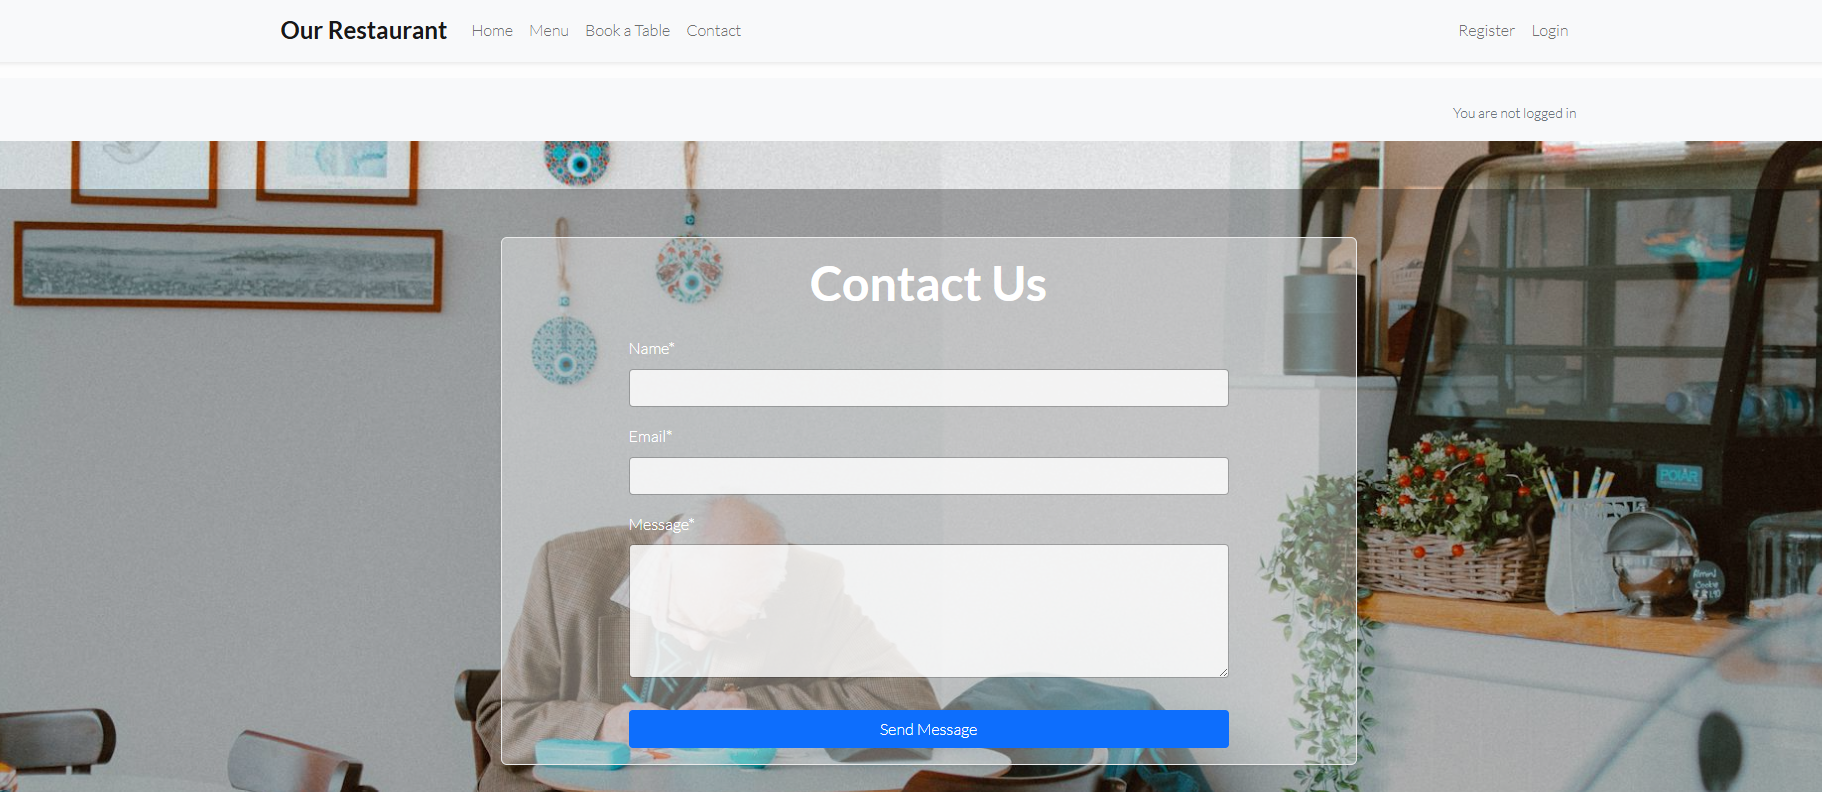 Our Restaurant Home Menu Book a Table Contact Register Login
You are not logged in
Contact Us
Name*
Email*
Message*
POLAR
Send Message